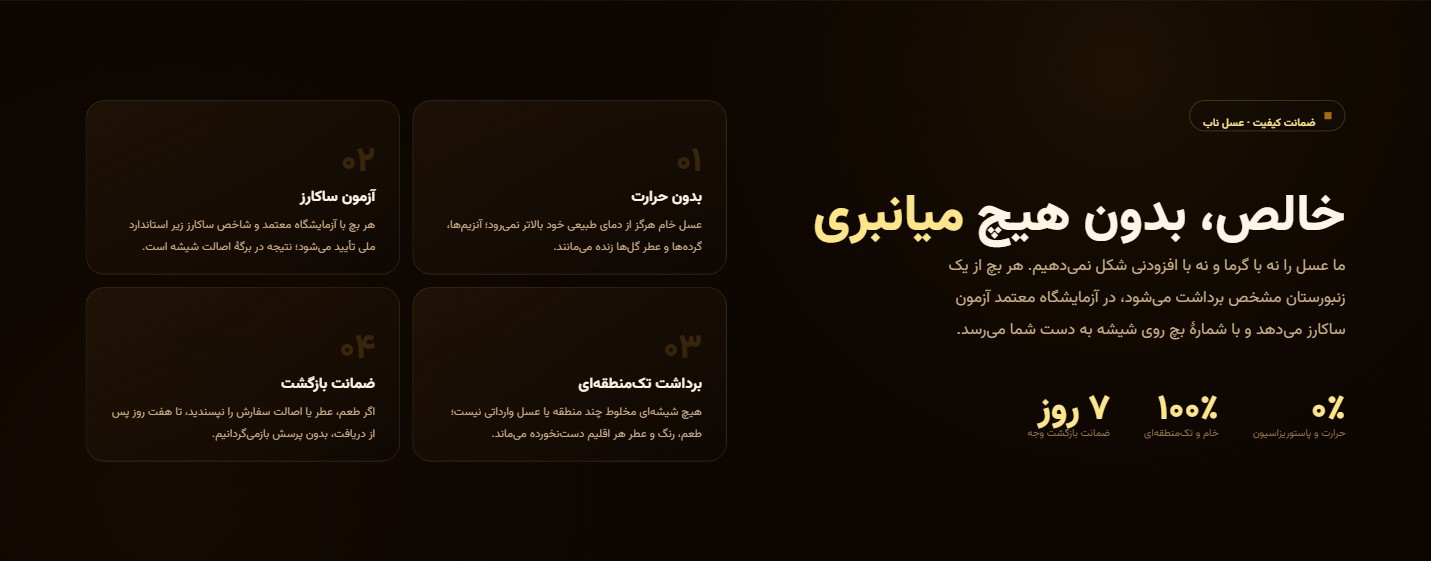 ضمانت کیفیت · عسل ناب
خالص، بدون هیچ میانبری
ما عسل را نه با گرما و نه با افزودنی شکل نمی‌دهیم. هر بچ از یک
زنبورستان مشخص برداشت می‌شود، در آزمایشگاه معتمد آزمون
ساکارز می‌دهد و با شمارهٔ بچ روی شیشه به دست شما می‌رسد.
۰٪
حرارت و پاستوریزاسیون
۱۰۰٪
خام و تک‌منطقه‌ای
۷ روز
ضمانت بازگشت وجه
۰۱
بدون حرارت
عسل خام هرگز از دمای طبیعی خود بالاتر نمی‌رود؛ آنزیم‌ها،
گرده‌ها و عطر گل‌ها زنده می‌مانند.
۰۲
آزمون ساکارز
هر بچ با آزمایشگاه معتمد و شاخص ساکارز زیر استاندارد
ملی تأیید می‌شود؛ نتیجه در برگهٔ اصالت شیشه است.
۰۳
برداشت تک‌منطقه‌ای
هیچ شیشه‌ای مخلوط چند منطقه یا عسل وارداتی نیست؛
طعم، رنگ و عطر هر اقلیم دست‌نخورده می‌ماند.
۰۴
ضمانت بازگشت
اگر طعم، عطر یا اصالت سفارش را نپسندید، تا هفت روز پس
از دریافت، بدون پرسش بازمی‌گردانیم.